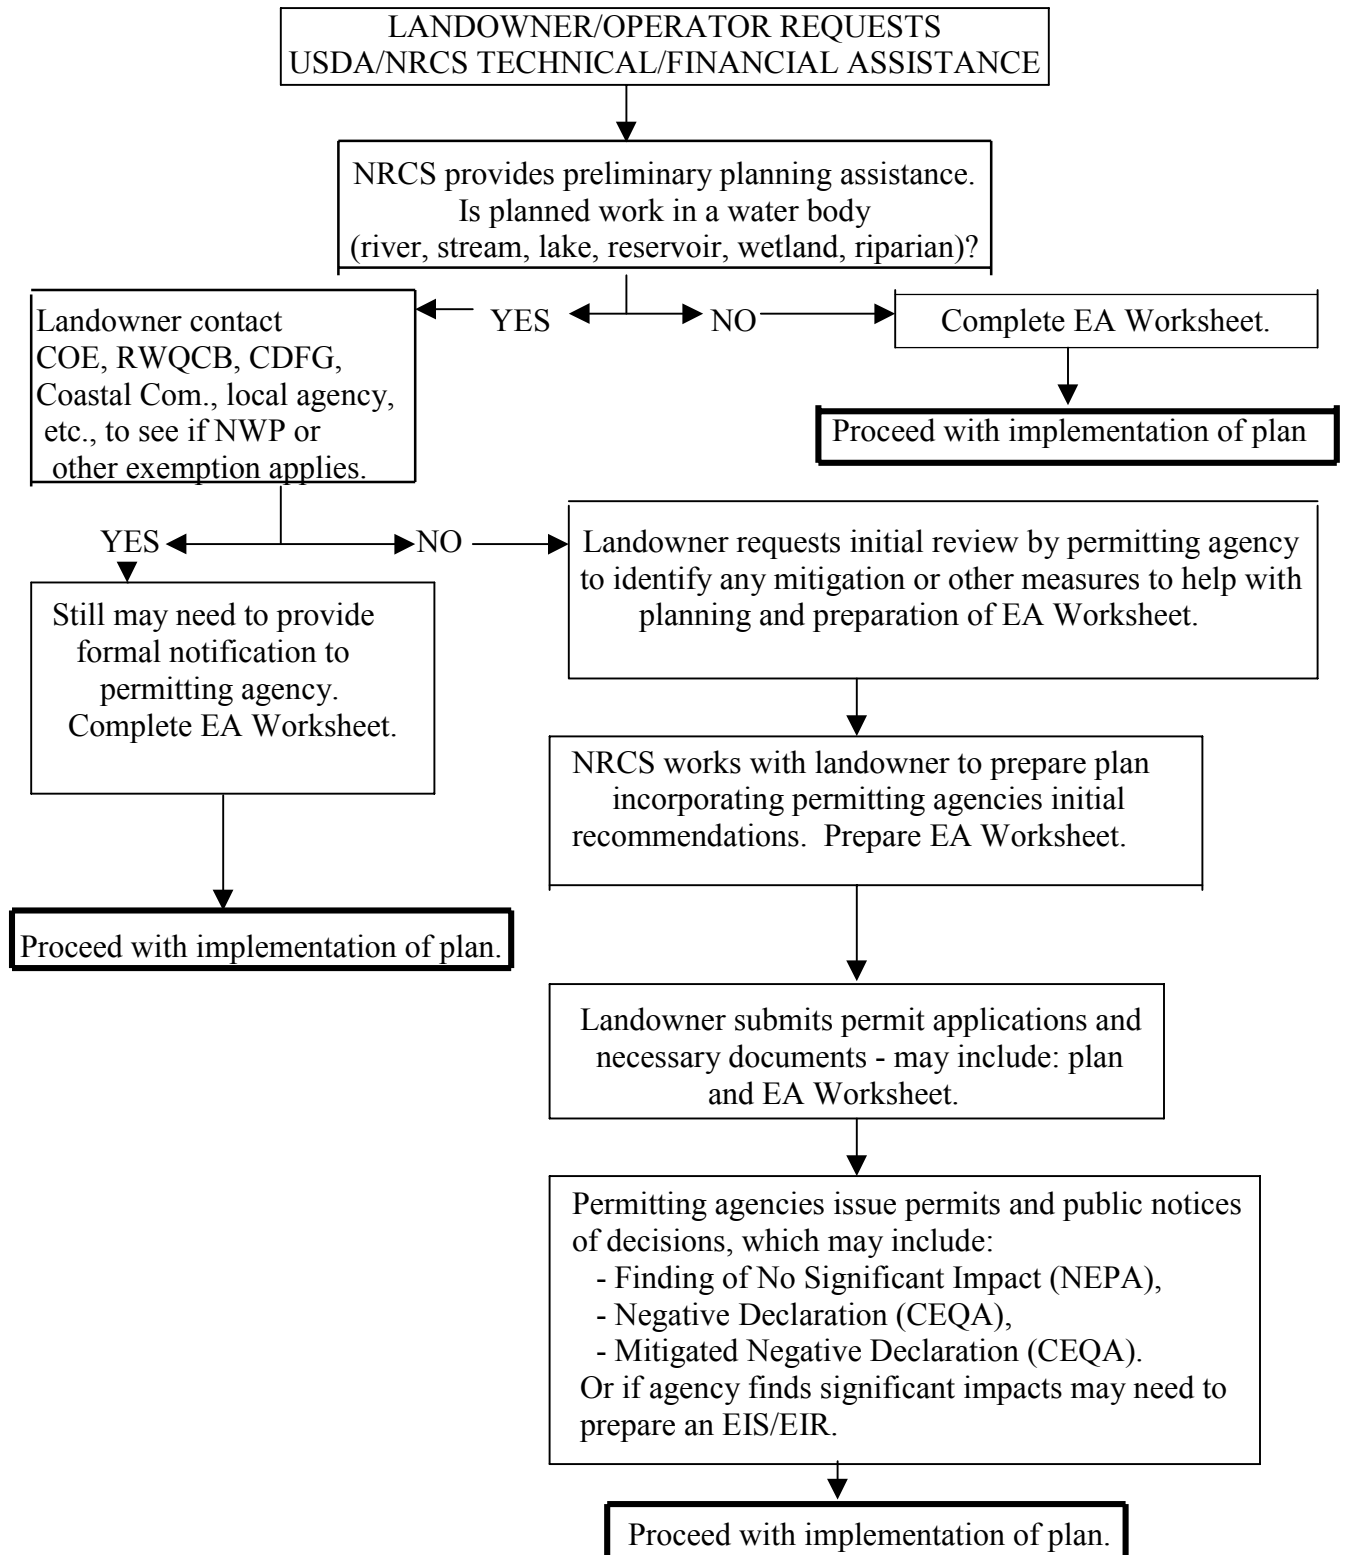 LANDOWNER/OPERATOR REQUESTS
USDA/NRCS TECHNICAL/FINANCIAL ASSISTANCE
NRCS provides preliminary planning assistance.
Is planned work in a water body
(river, stream, lake, reservoir, wetland, riparian)?
YES
NO
Complete EA Worksheet.
Proceed with implementation of plan
Landowner contact
COE, RWQCB, CDFG,
Coastal Com., local agency,
etc., to see if NWP or
other exemption applies.
YES
NO
Landowner requests initial review by permitting agency
to identify any mitigation or other measures to help with
planning and preparation of EA Worksheet.
Still may need to provide
formal notification to
permitting agency.
Complete EA Worksheet.
Proceed with implementation of plan.
NRCS works with landowner to prepare plan
incorporating permitting agencies initial
recommendations.  Prepare EA Worksheet.
Landowner submits permit applications and
necessary documents - may include: plan
and EA Worksheet.
Permitting agencies issue permits and public notices
of decisions, which may include:
- Finding of No Significant Impact (NEPA),
- Negative Declaration (CEQA),
- Mitigated Negative Declaration (CEQA).
Or if agency finds significant impacts may need to
prepare an EIS/EIR.
Proceed with implementation of plan.